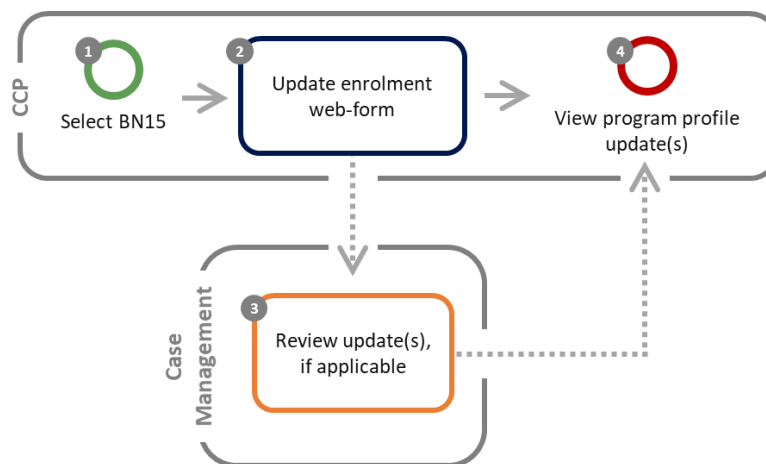 CCP
1
Select BN15
2
Update enrolment
web-form
4
View program profile
update(s)
Case
Management
3
Review update(s),
if applicable